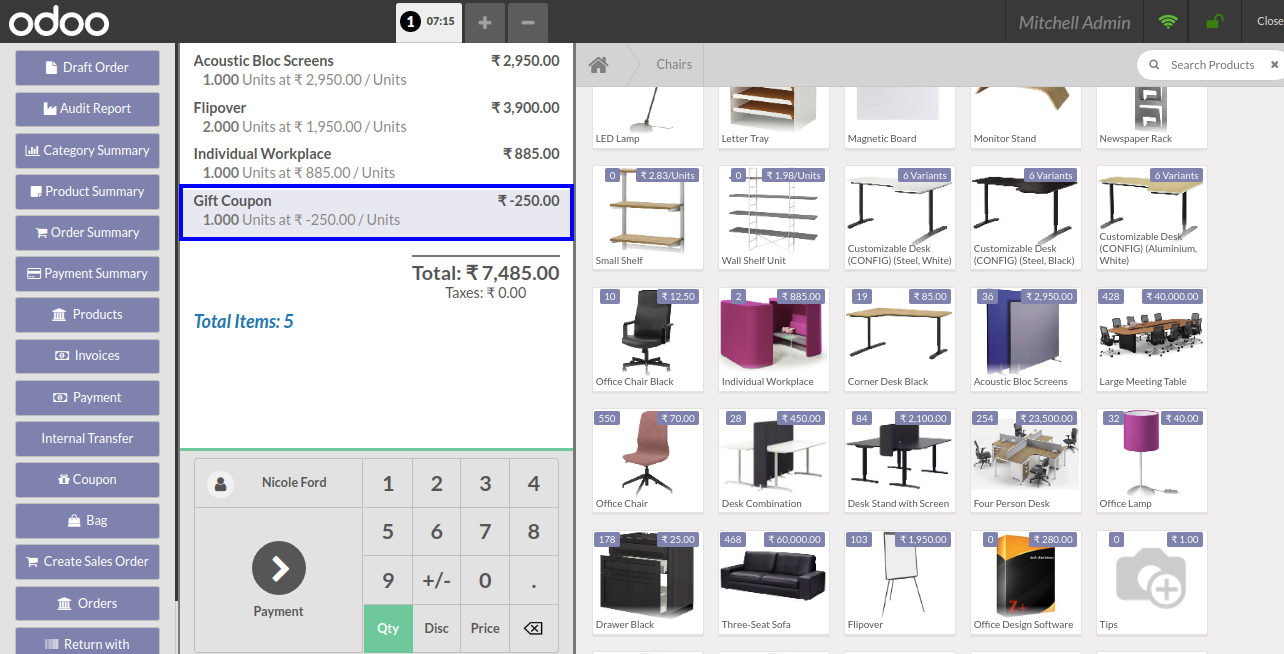 odoo
1 07:15
Mitchell Admin
Close
Draft Order
Audit Report
Category Summary
Product Summary
Order Summary
Payment Summary
Products
Invoices
Payment
Internal Transfer
Coupon
Bag
Create Sales Order
Orders
Return with
Acoustic Bloc Screens ₹ 2,950.00
1.000 Units at ₹ 2,950.00 / Units
Flipover ₹ 3,900.00
2.000 Units at ₹ 1,950.00 / Units
Individual Workplace ₹ 885.00
1.000 Units at ₹ 885.00 / Units
Gift Coupon ₹ -250.00
1.000 Units at ₹ -250.00 / Units
Total: ₹ 7,485.00
Taxes: ₹ 0.00
Total Items: 5
Nicole Ford
Payment
1 2 3 4
5 6 7 8
9 +/- 0 .
Qty Disc Price
Chairs
Search Products
LED Lamp
Letter Tray
Magnetic Board
Monitor Stand
Newspaper Rack
0 ₹ 2.83/Units
Small Shelf
0 ₹ 1.98/Units
Wall Shelf Unit
6 Variants
Customizable Desk
(CONFIG) (Steel, White)
6 Variants
Customizable Desk
(CONFIG) (Steel, Black)
6 Variants
Customizable Desk
(CONFIG) (Aluminium,
White)
10 ₹ 12.50
Office Chair Black
2 ₹ 885.00
Individual Workplace
19 ₹ 85.00
Corner Desk Black
36 ₹ 2,950.00
Acoustic Bloc Screens
428 ₹ 40,000.00
Large Meeting Table
550 ₹ 70.00
Office Chair
28 ₹ 450.00
Desk Combination
84 ₹ 2,100.00
Desk Stand with Screen
254 ₹ 23,500.00
Four Person Desk
32 ₹ 40.00
Office Lamp
178 ₹ 25.00
Drawer Black
468 ₹ 60,000.00
Three-Seat Sofa
103 ₹ 1,950.00
Flipover
0 ₹ 280.00
Office Design Software
0 ₹ 1.00
Tips